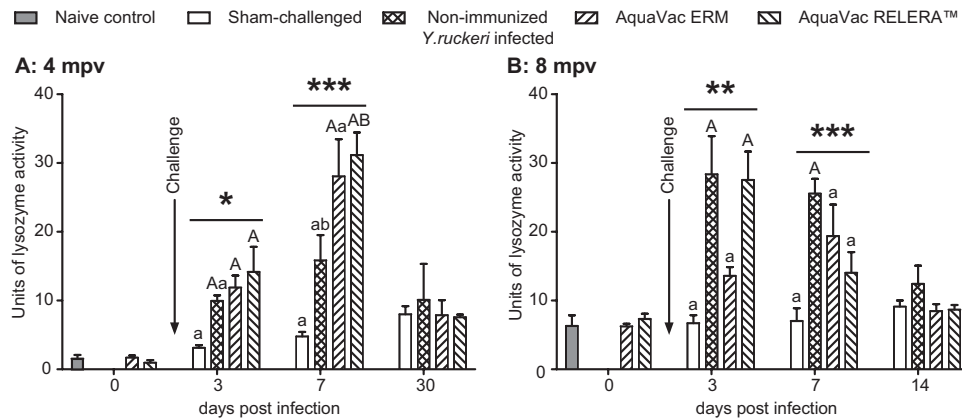 Naive control Sham-challenged Non-immunized AquaVac ERM AquaVac RELERA™
Y.ruckeri infected
A: 4 mpv
Units of lysozyme activity
40
30
20
10
0
Challenge
*
***
a Aa A A
a ab Aa AB
0 3 7 30
days post infection
B: 8 mpv
Units of lysozyme activity
40
30
20
10
0
Challenge
**
***
a A a A
a A a a
0 3 7 14
days post infection